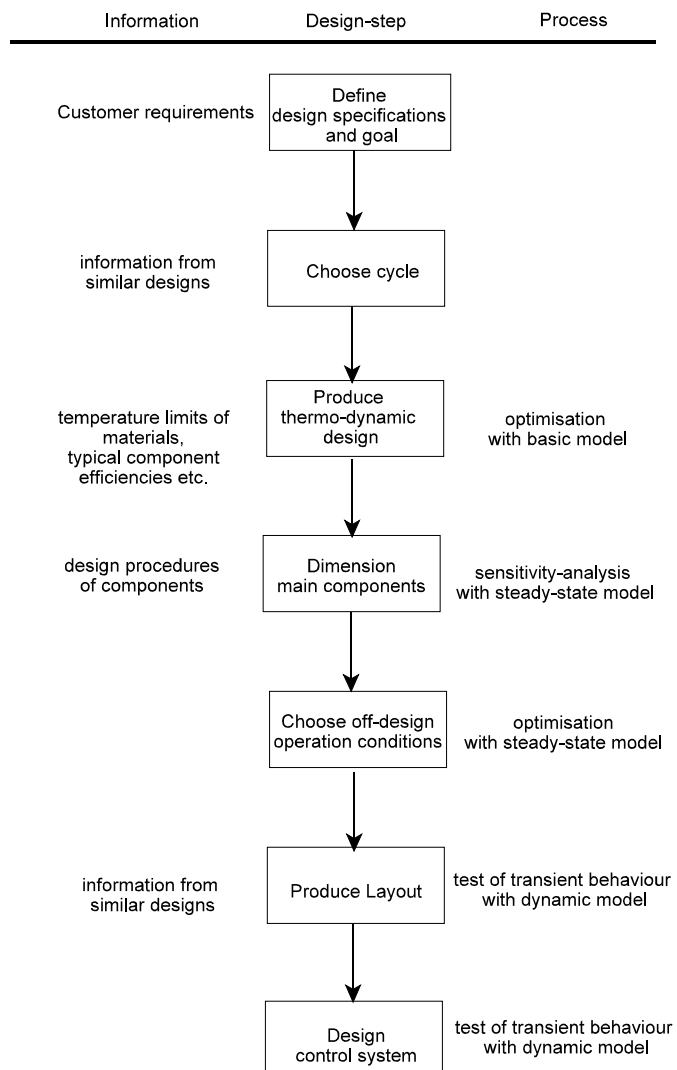 Information Design-step Process
Customer requirements
Define
design specifications
and goal
information from
similar designs
Choose cycle
temperature limits of
materials,
typical component
efficiencies etc.
Produce
thermo-dynamic
design
optimisation
with basic model
design procedures
of components
Dimension
main components
sensitivity-analysis
with steady-state model
Choose off-design
operation conditions
optimisation
with steady-state model
information from
similar designs
Produce Layout
test of transient behaviour
with dynamic model
Design
control system
test of transient behaviour
with dynamic model